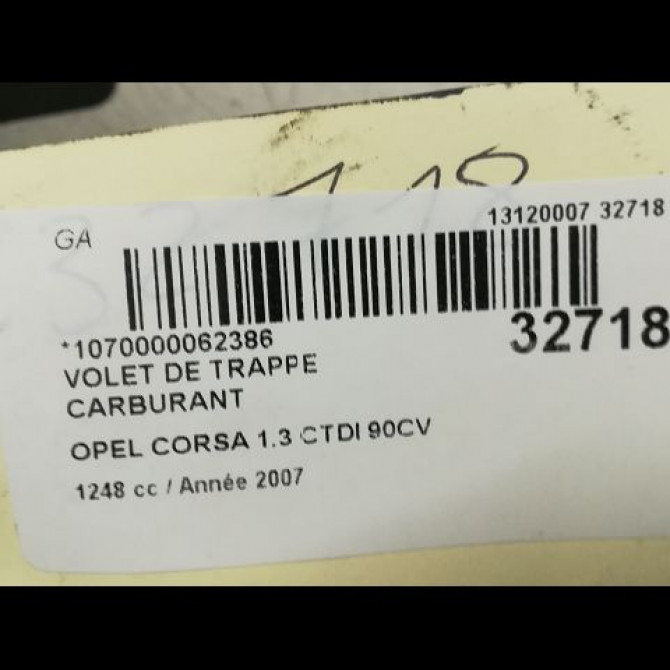 GA
13120007 32718
*1070000062386
32718
VOLET DE TRAPPE
CARBURANT
OPEL CORSA 1.3 CTDI 90CV
1248 cc / Année 2007